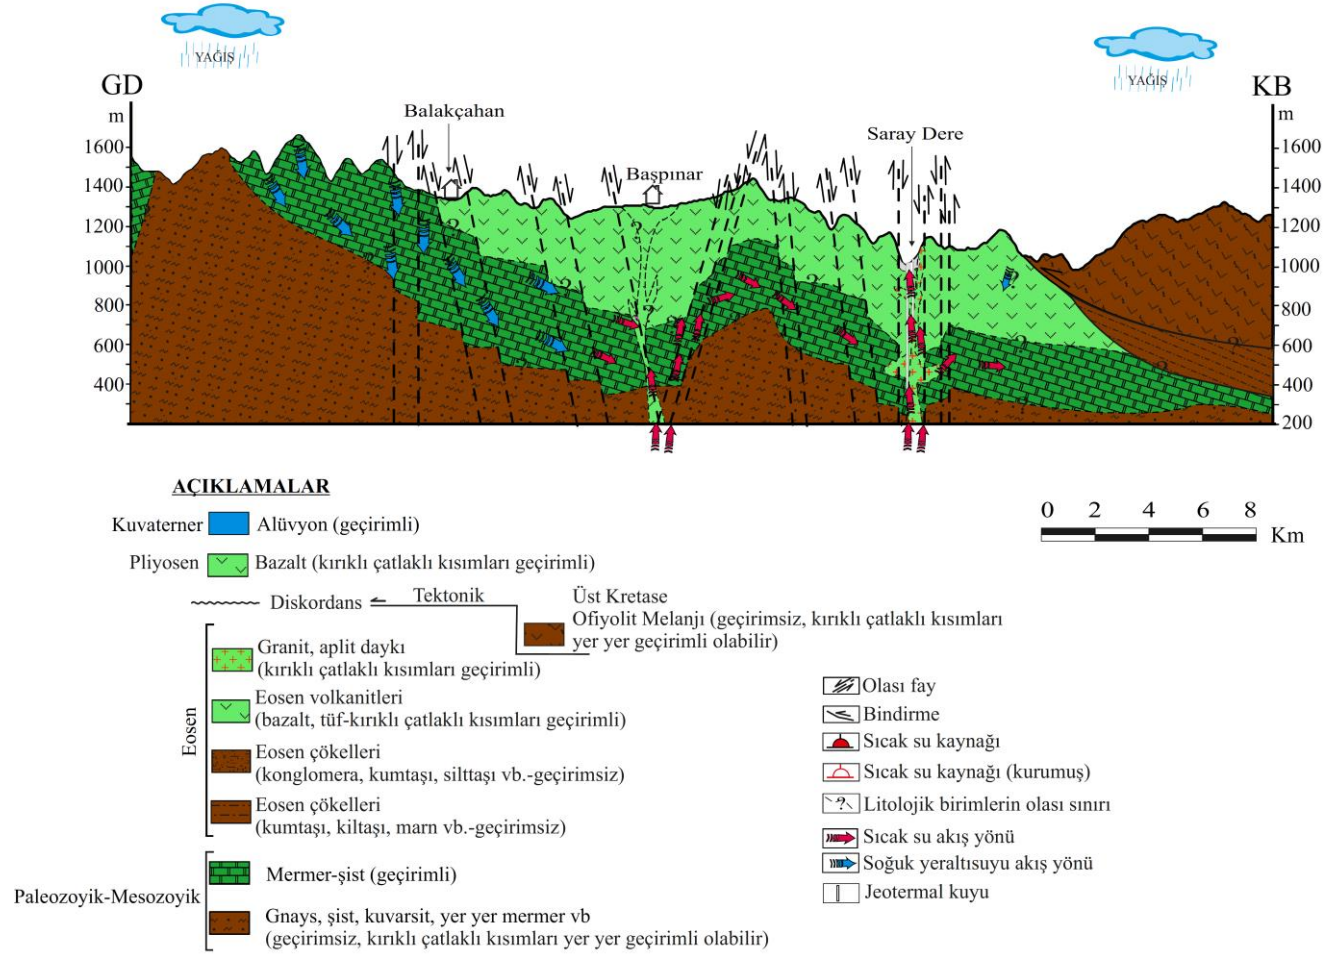 YAĞIŞ
YAĞIŞ
GD
KB
m
m
Balakçahan
Saray Dere
Başpınar
1600
1400
1200
1000
800
600
400
1600
1400
1200
1000
800
600
400
200
?
?
?
?
?
?
?
?
?
?
?
AÇIKLAMALAR
Kuvaterner
Alüvyon (geçirimli)
Pliyosen
Bazalt (kırıklı çatlaklı kısımları geçirimli)
Diskordans
Tektonik
Üst Kretase
Ofiyolit Melanjı (geçirimsiz, kırıklı çatlaklı kısımları
yer yer geçirimli olabilir)
Eosen
Granit, aplit daykı
(kırıklı çatlaklı kısımları geçirimli)
Eosen volkanitleri
(bazalt, tüf-kırıklı çatlaklı kısımları geçirimli)
Eosen çökelleri
(konglomera, kumtaşı, silttaşı vb.-geçirimsiz)
Eosen çökelleri
(kumtaşı, kiltaşı, marn vb.-geçirimsiz)
Paleozoyik-Mesozoyik
Mermer-şist (geçirimli)
Gnays, şist, kuvarsit, yer yer mermer vb
(geçirimsiz, kırıklı çatlaklı kısımları yer yer geçirimli olabilir)
0 2 4 6 8
Km
Olası fay
Bindirme
Sıcak su kaynağı
Sıcak su kaynağı (kurumuş)
? Litolojik birimlerin olası sınırı
Sıcak su akış yönü
Soğuk yeraltısuyu akış yönü
Jeotermal kuyu